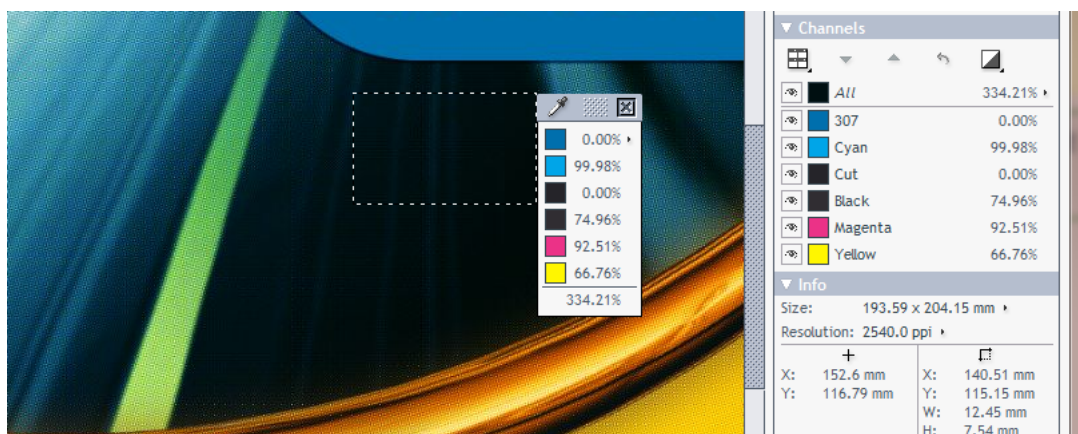 0.00%
99.98%
0.00%
74.96%
92.51%
66.76%
334.21%
Channels
All 334.21%
307 0.00%
Cyan 99.98%
Cut 0.00%
Black 74.96%
Magenta 92.51%
Yellow 66.76%
Info
Size: 193.59 x 204.15 mm
Resolution: 2540.0 ppi
X: 152.6 mm X: 140.51 mm
Y: 116.79 mm Y: 115.15 mm
W: 12.45 mm
H: 7.54 mm